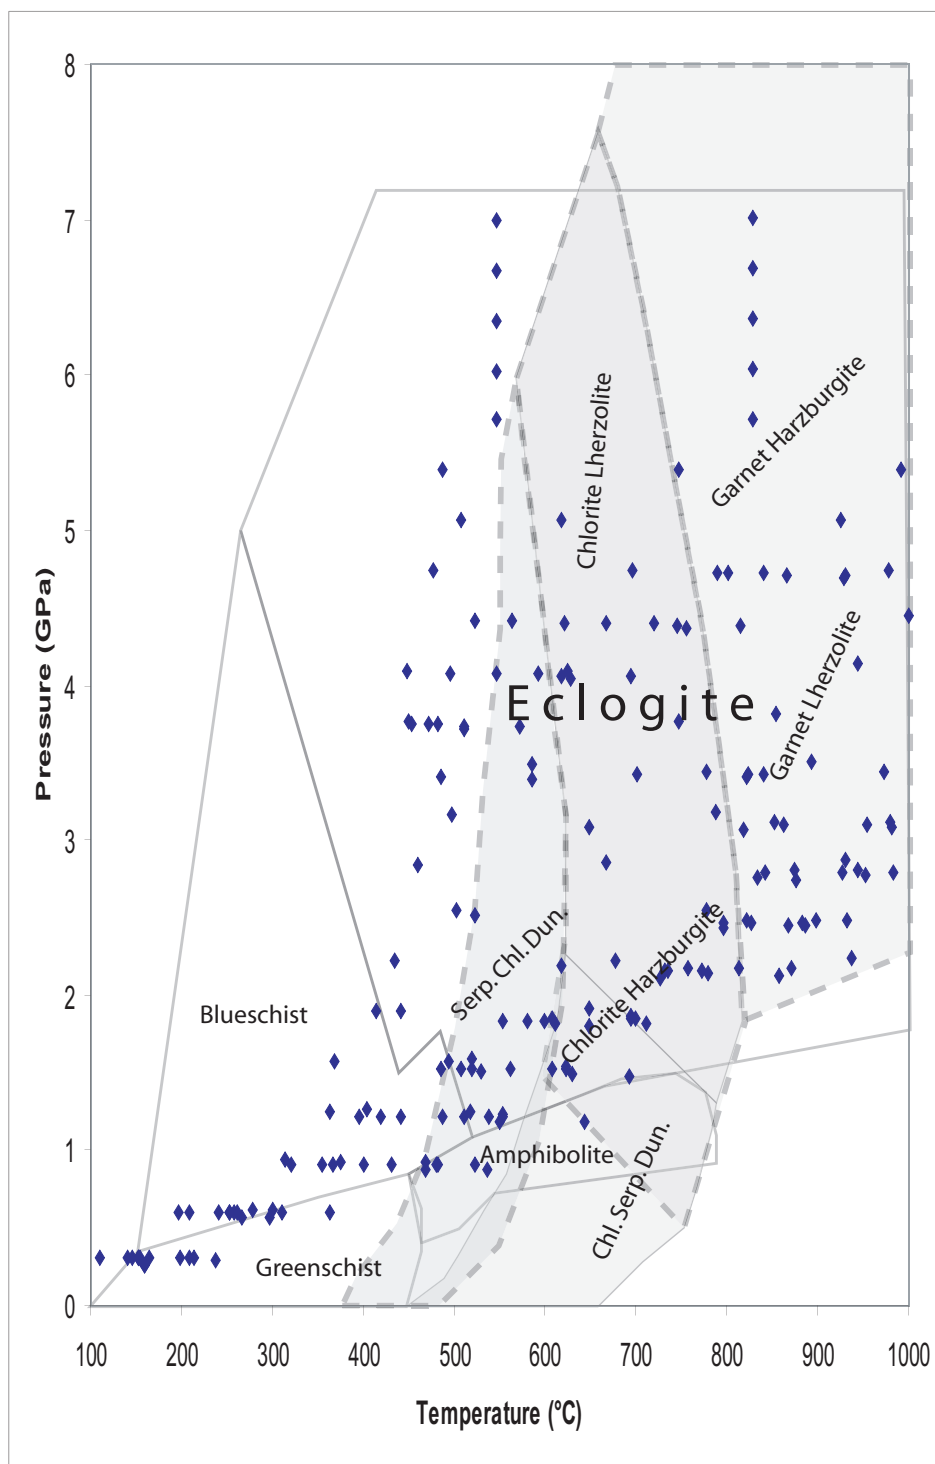 8
7
6
5
4
3
2
1
0
Pressure (GPa)
Chlorite Lherzolite
Garnet Harzburgite
Garnet Lherzolite
Eclogite
Serp. Chl. Dun.
Chlorite Harzburgite
Blueschist
Amphibolite
Chl. Serp. Dun.
Greenschist
100 200 300 400 500 600 700 800 900 1000
Temperature (°C)